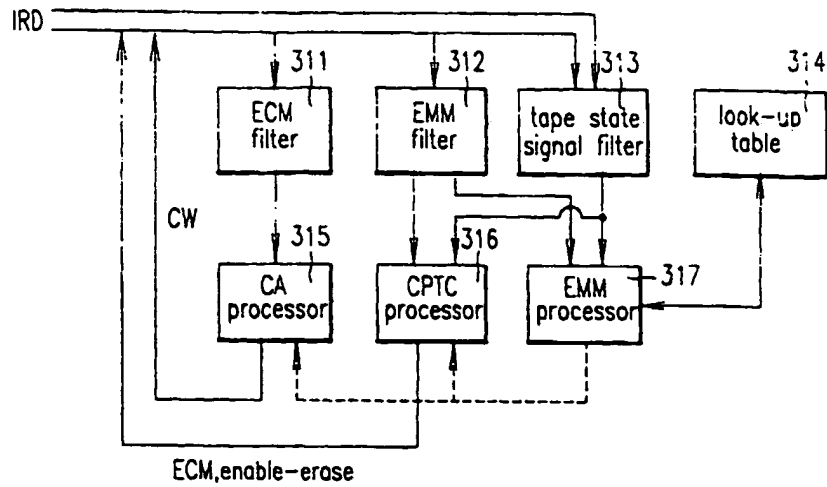 IRD
311
312
313
314
ECM
filter
EMM
filter
tape state
signal filter
look-up
table
CW
315
316
317
CA
processor
CPTC
processor
EMM
processor
ECM,enable-erase